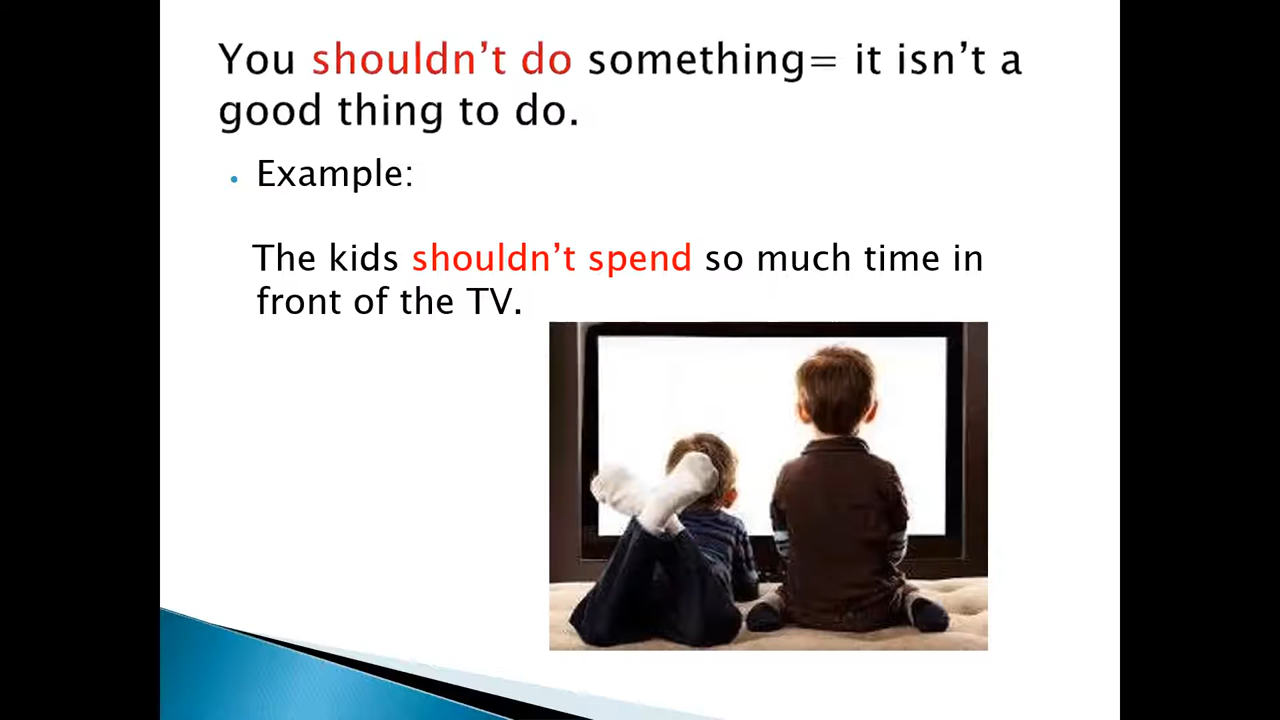 You shouldn’t do something= it isn’t a
good thing to do.
• Example:
The kids shouldn’t spend so much time in
front of the TV.